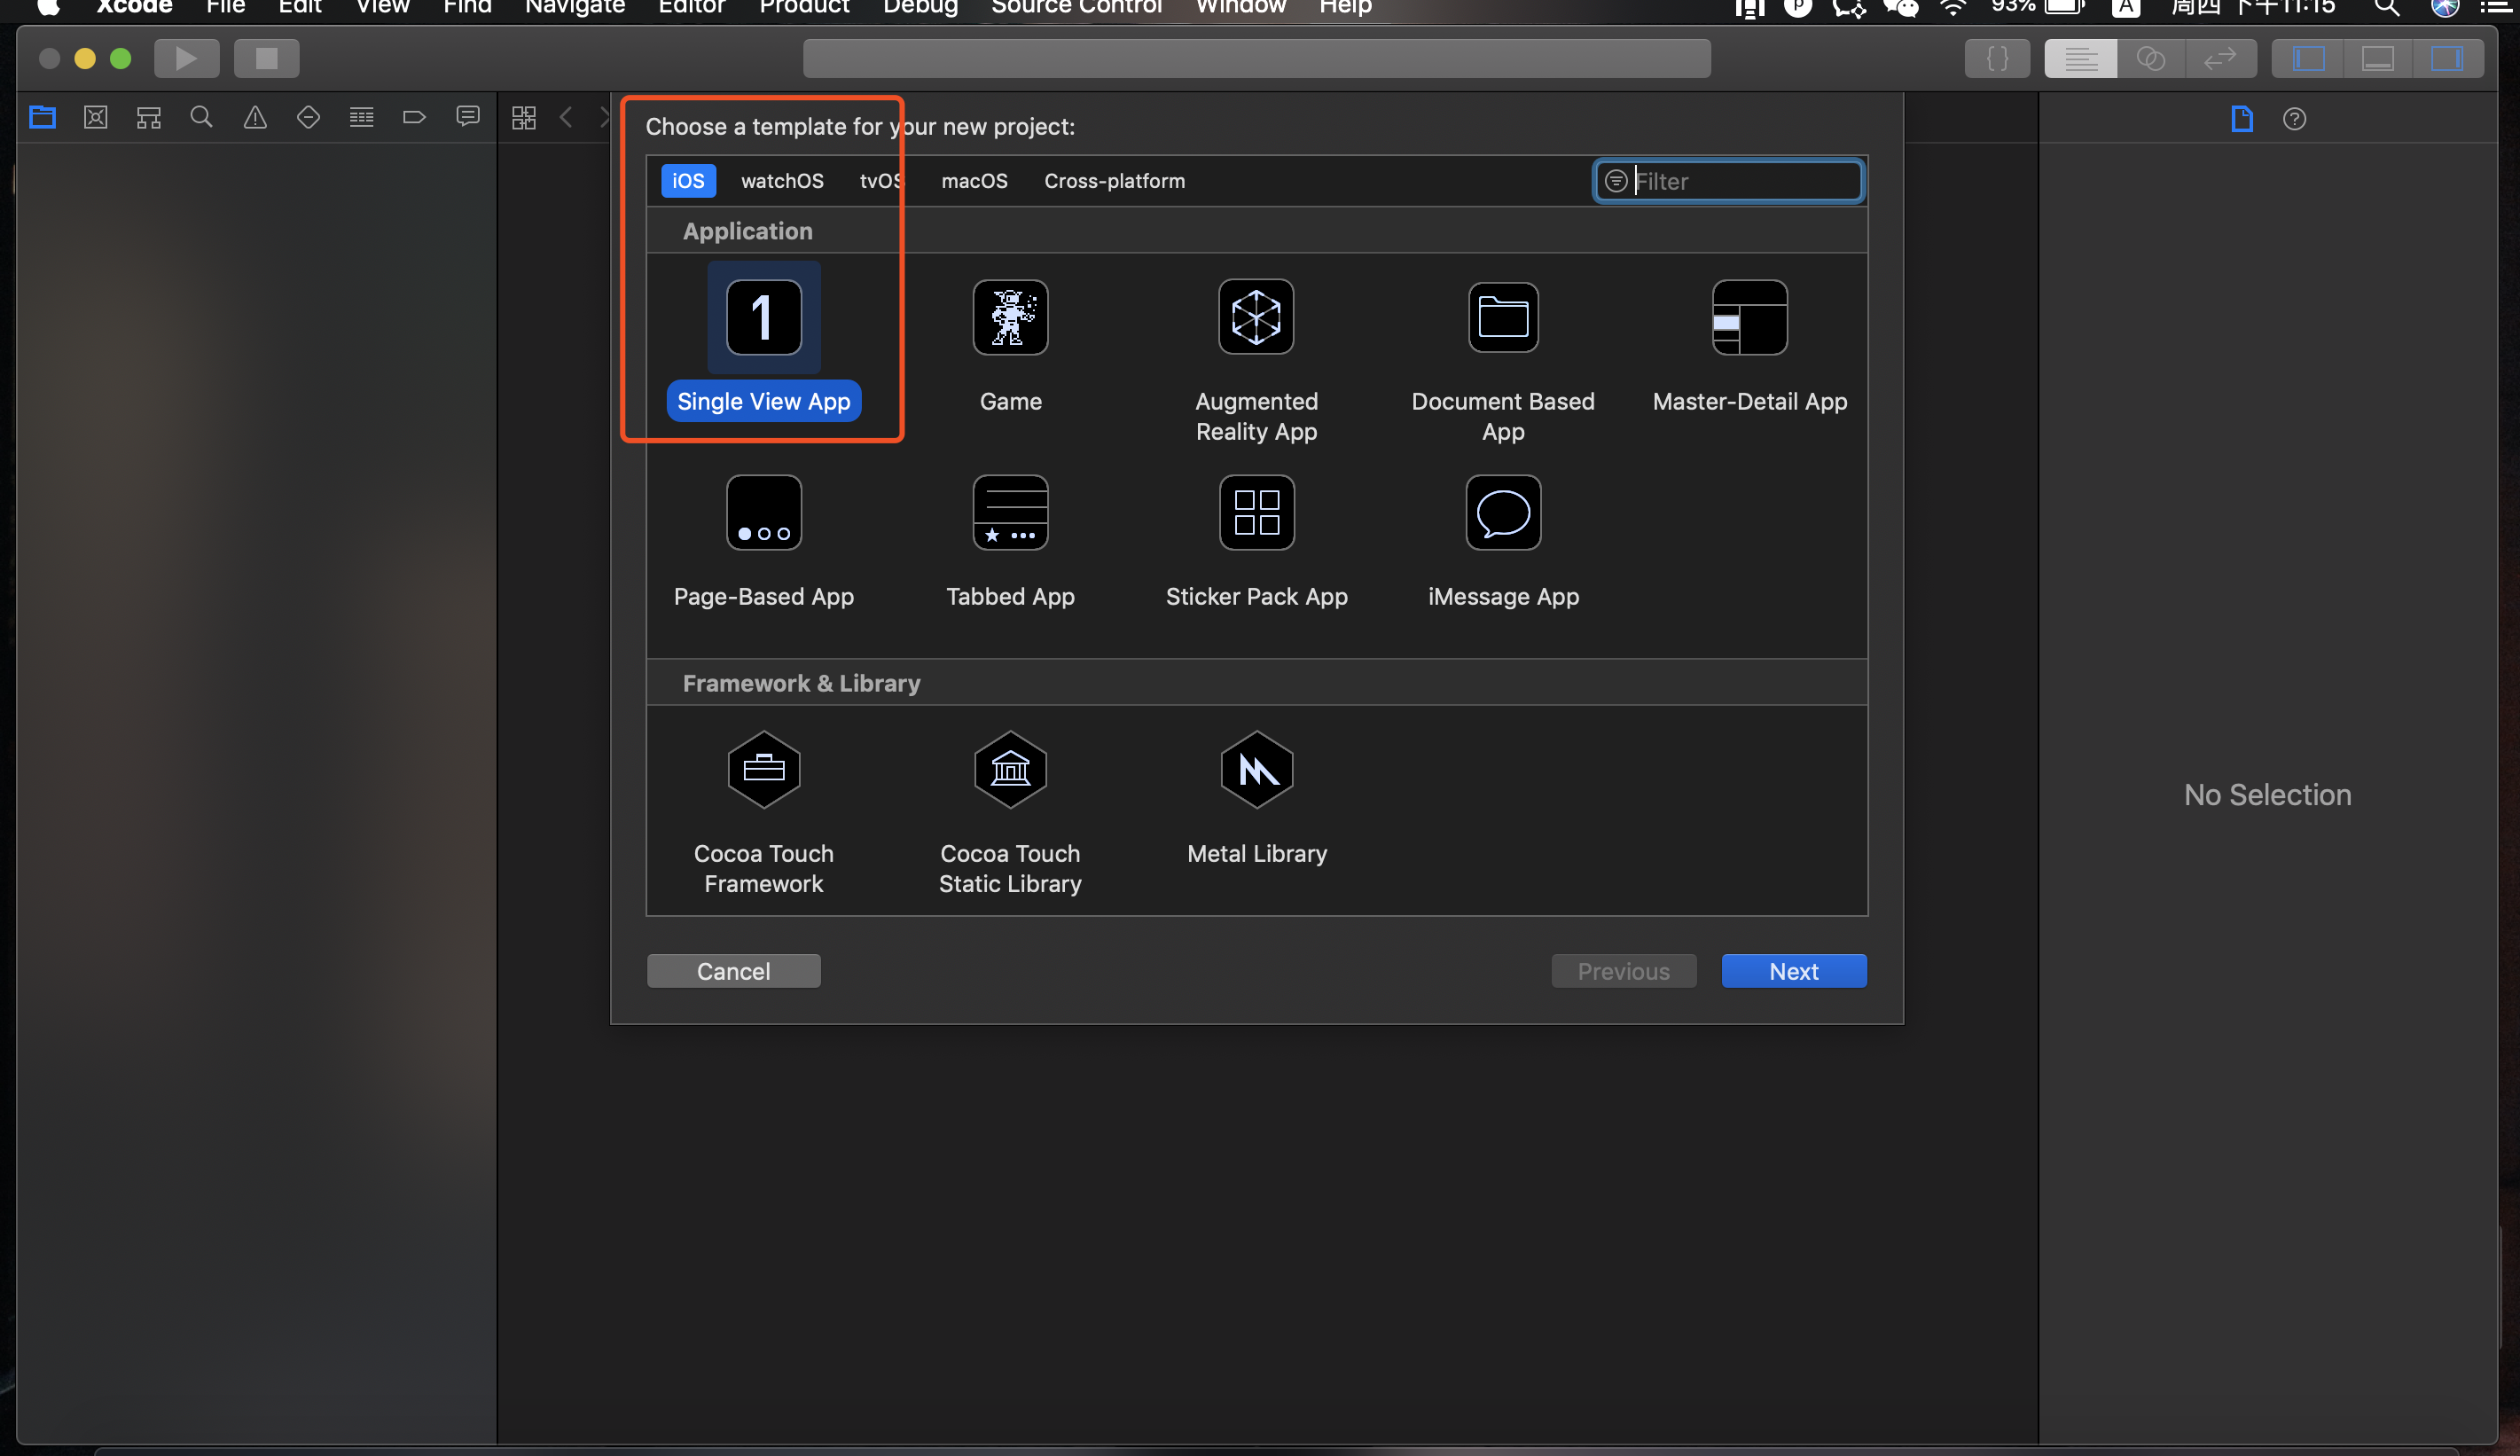 Xcode File Edit View Find Navigate Editor Product Debug Source Control Window Help 93% A 周四 下午11:15
Choose a template for your new project:
iOS watchOS tvOS macOS Cross-platform Filter
Application
1
Single View App
Game
Augmented
Reality App
Document Based
App
Master-Detail App
Page-Based App
Tabbed App
Sticker Pack App
iMessage App
Framework & Library
Cocoa Touch
Framework
Cocoa Touch
Static Library
Metal Library
Cancel
Previous
Next
No Selection